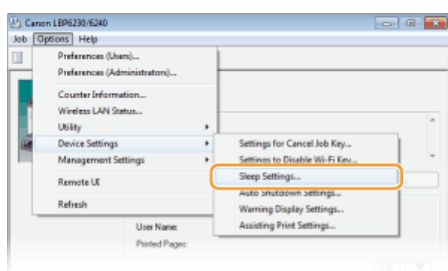 Canon LBP6230/6240
Job Options Help
Preferences (Users)...
Preferences (Administrators)...
Counter Information...
Wireless LAN Status...
Utility
Device Settings
Management Settings
Remote UI
Refresh
Settings for Cancel Job Key...
Settings to Disable Wi-Fi Key...
Sleep Settings...
Auto Shutdown Settings...
Warning Display Settings...
Assisting Print Settings...
User Name:
Printed Pages: